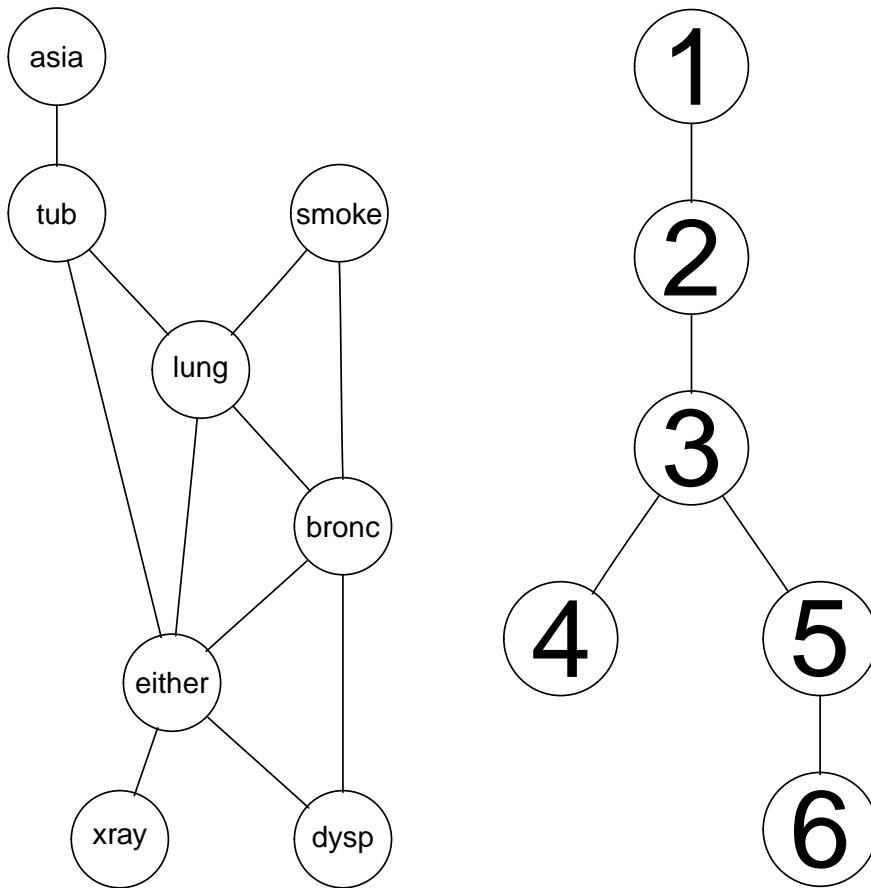 asia
tub
smoke
lung
bronc
either
xray
dysp
1
2
3
4
5
6